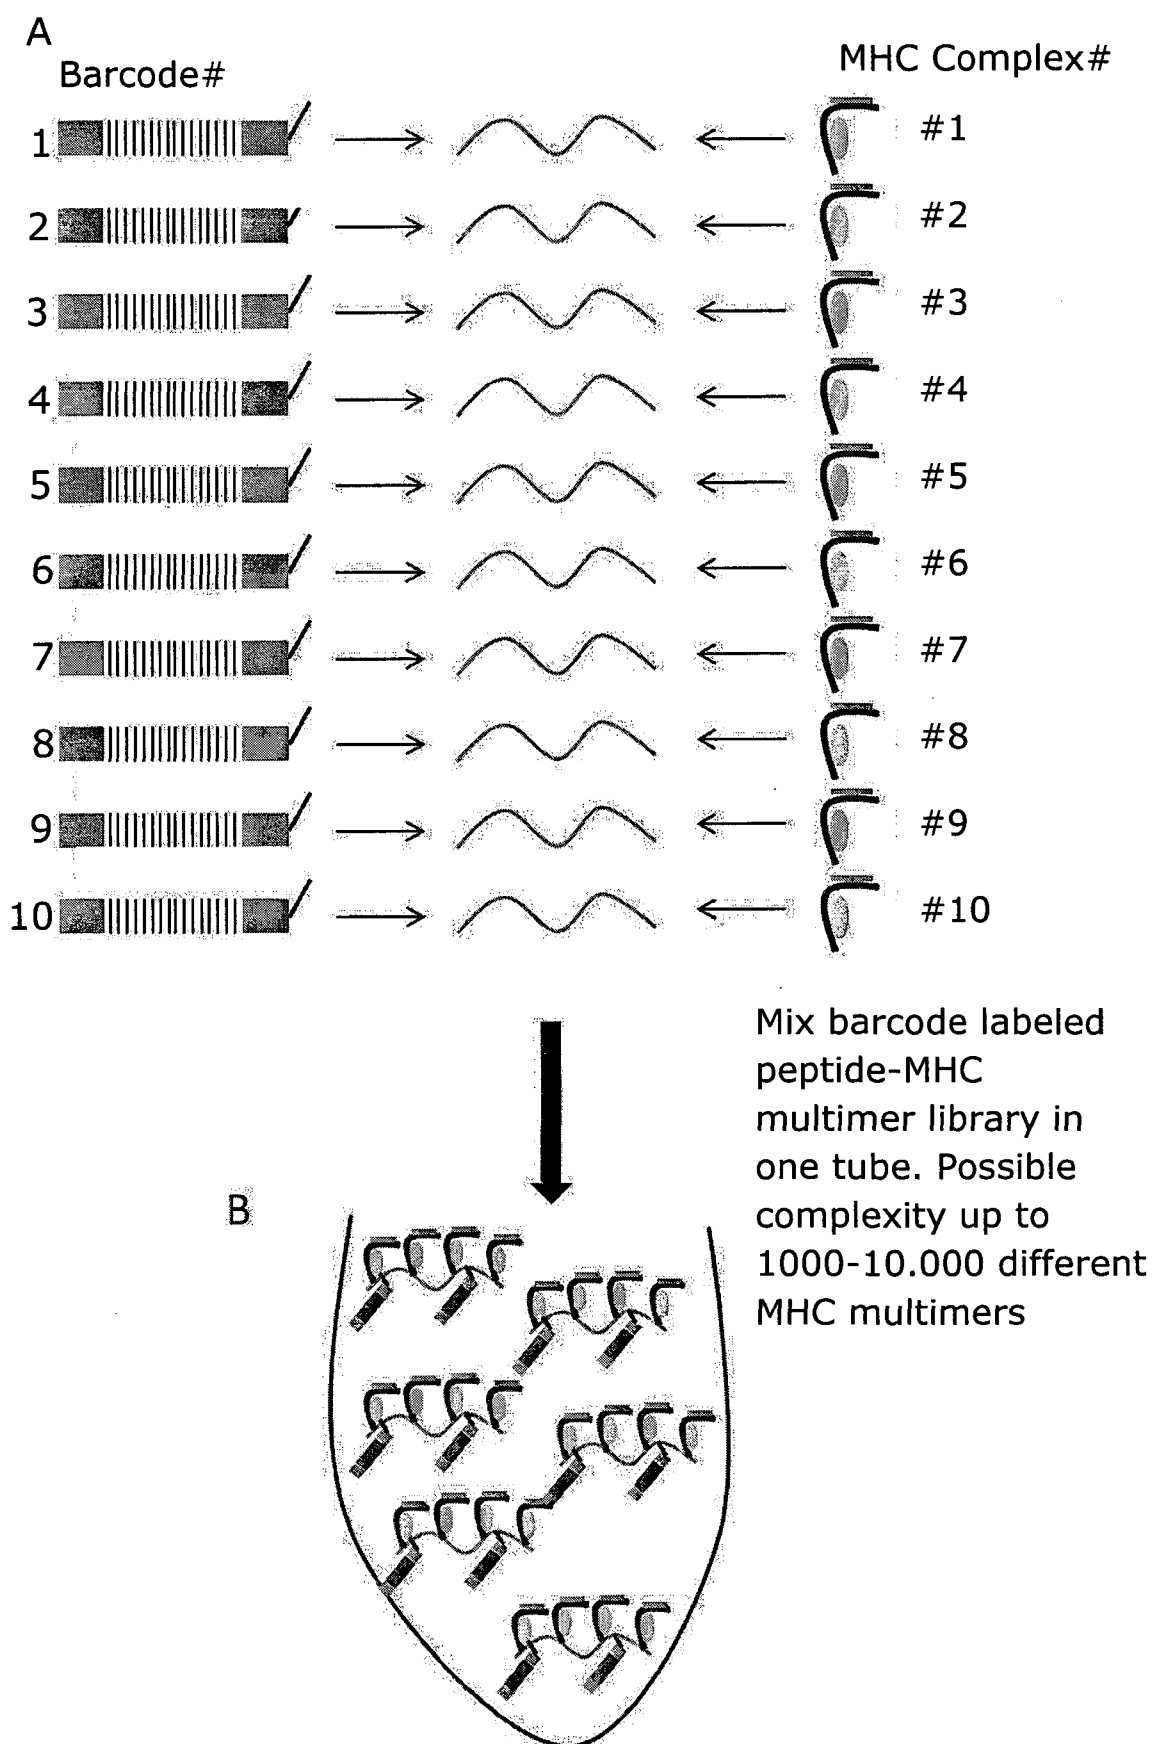 A
Barcode#
MHC Complex#
1
#1
2
#2
3
#3
4
#4
5
#5
6
#6
7
#7
8
#8
9
#9
10
#10
Mix barcode labeled
peptide-MHC
multimer library in
one tube. Possible
complexity up to
1000-10.000 different
MHC multimers
B